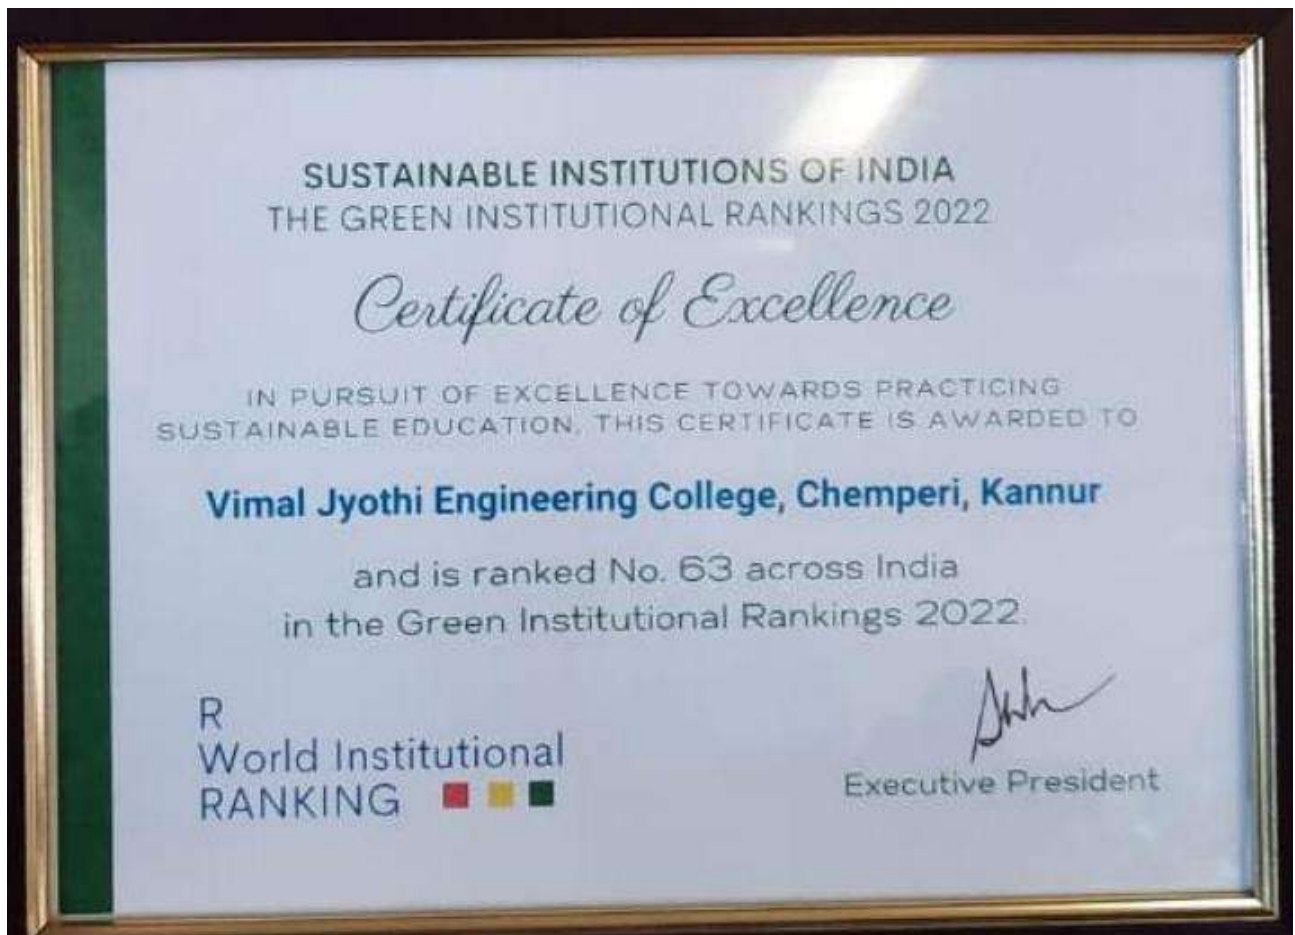 SUSTAINABLE INSTITUTIONS OF INDIA
THE GREEN INSTITUTIONAL RANKINGS 2022
Certificate of Excellence
IN PURSUIT OF EXCELLENCE TOWARDS PRACTICING
SUSTAINABLE EDUCATION, THIS CERTIFICATE IS AWARDED TO
Vimal Jyothi Engineering College, Chemperi, Kannur
and is ranked No. 63 across India
in the Green Institutional Rankings 2022.
R
World Institutional
RANKING
Executive President